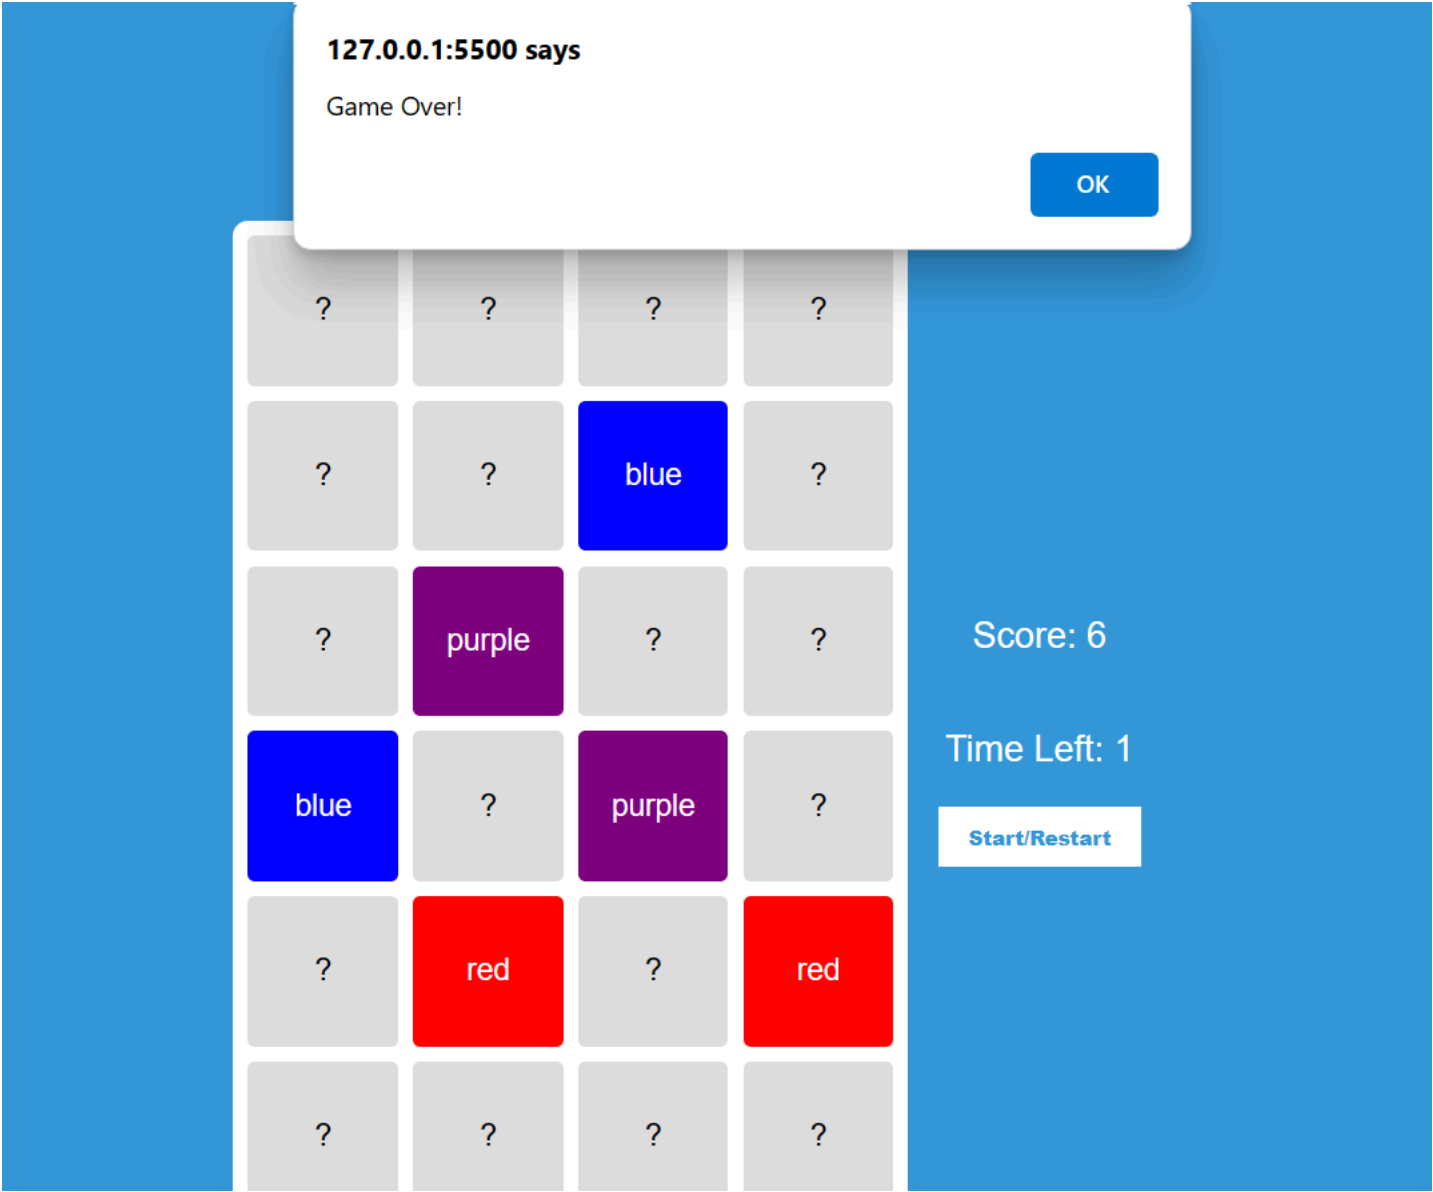 127.0.0.1:5500 says
Game Over!
OK
? ? ? ?
? ? blue ?
? purple ? ?
blue ? purple ?
? red ? red
? ? ? ?
Score: 6
Time Left: 1
Start/Restart